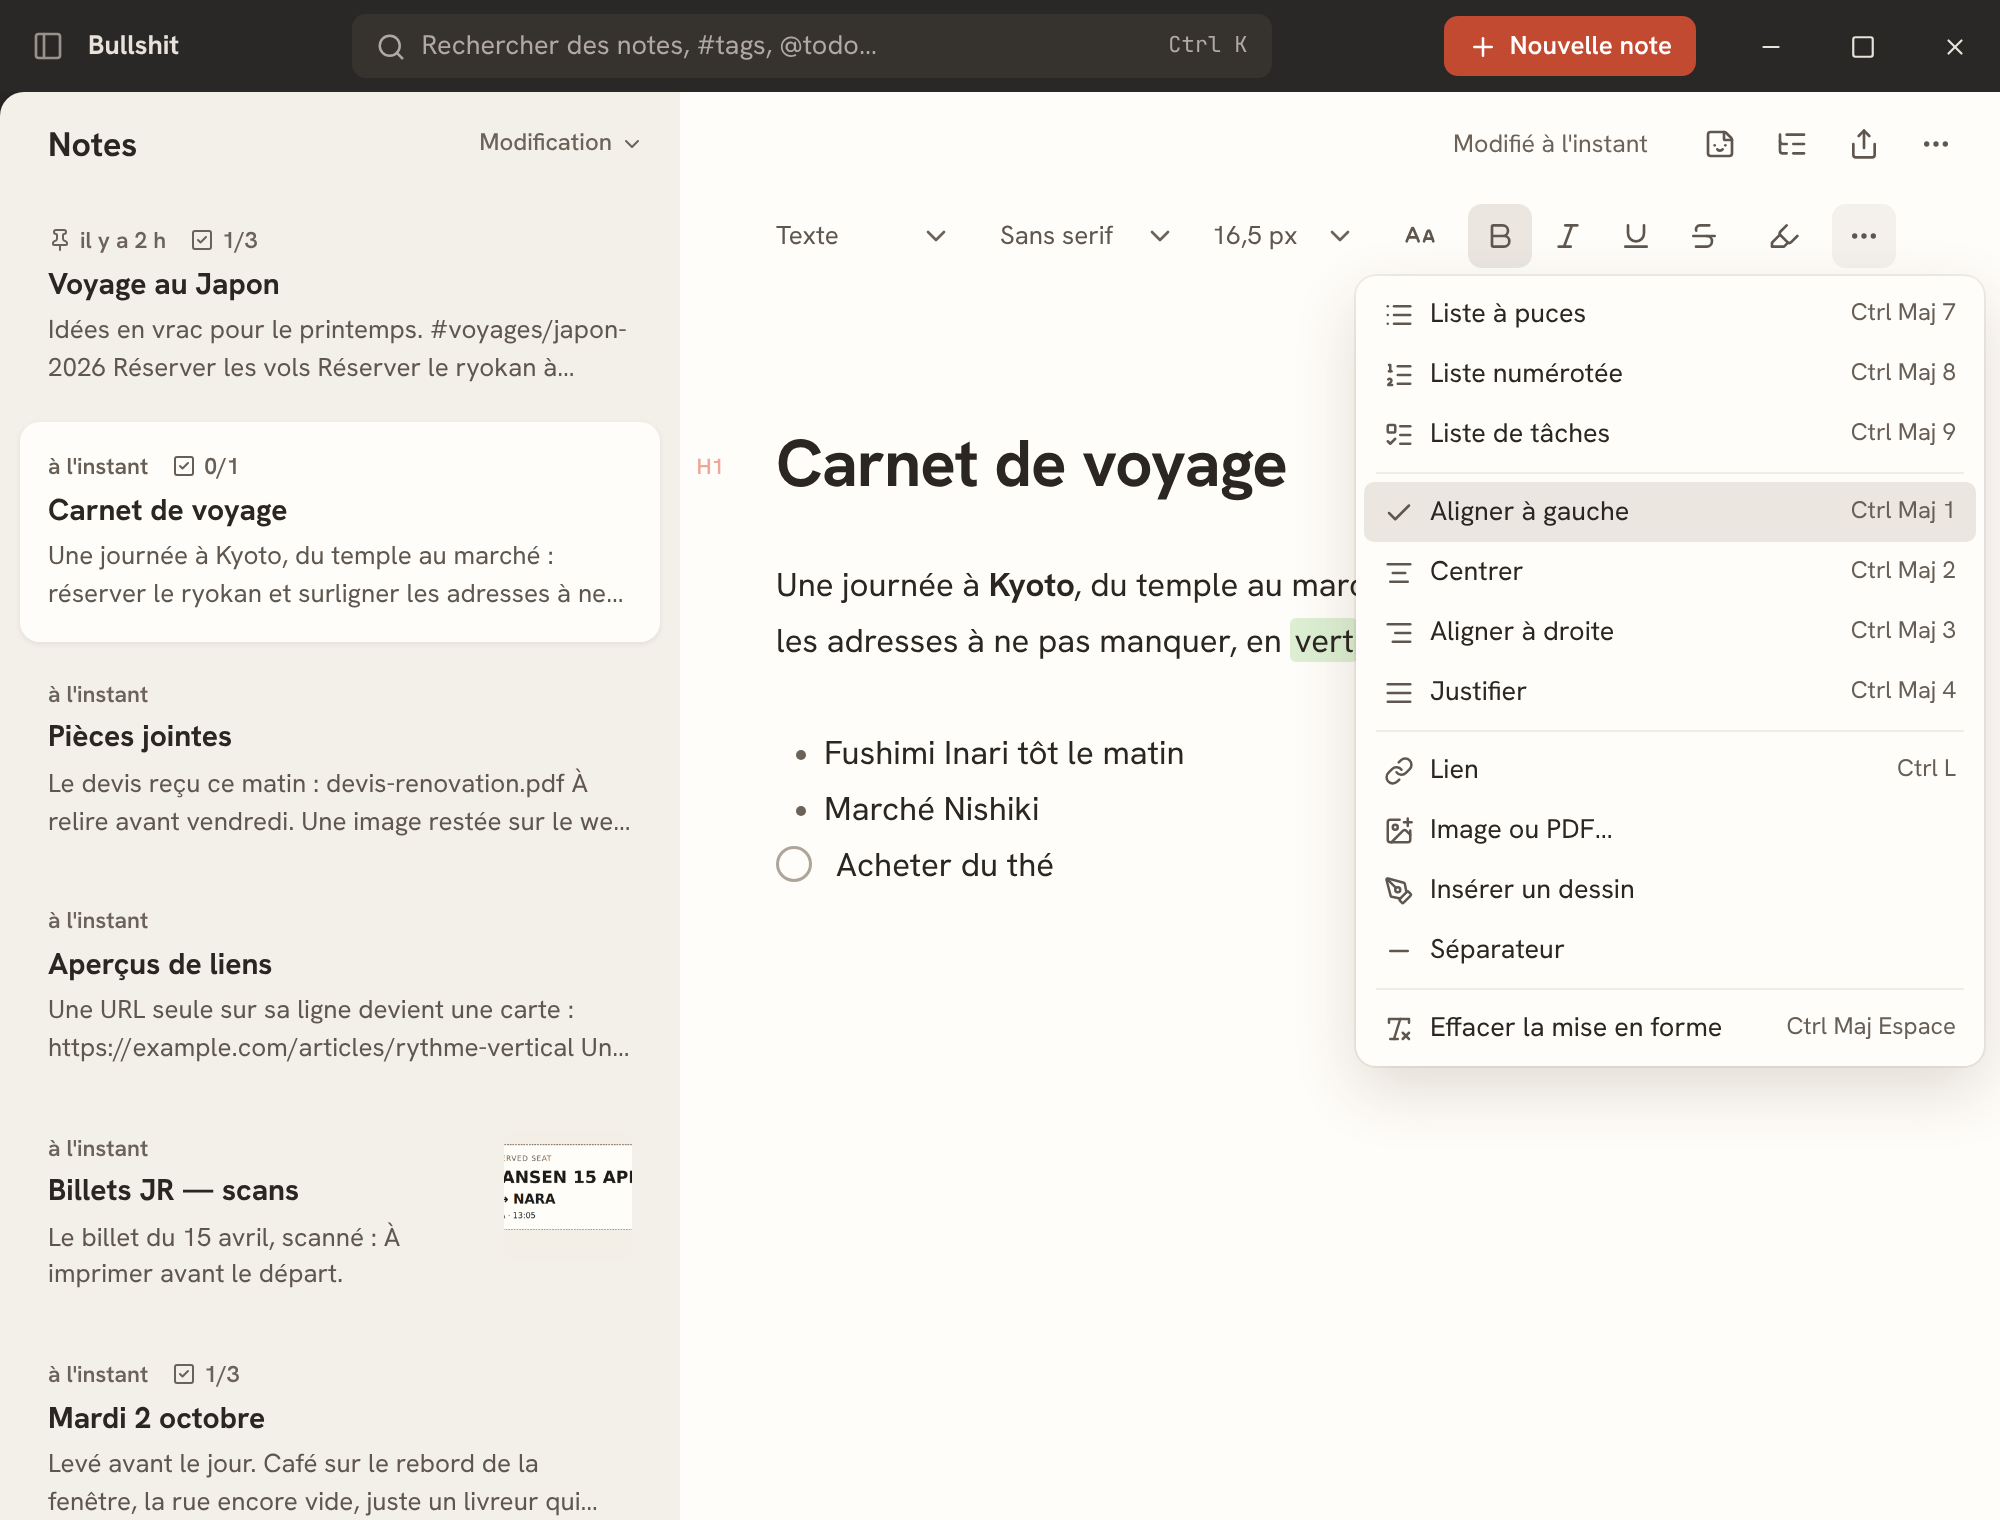 Bullshit
Rechercher des notes, #tags, @todo...
Ctrl K
Nouvelle note
Notes
Modification
il y a 2 h 1/3
Voyage au Japon
Idées en vrac pour le printemps. #voyages/japon-
2026 Réserver les vols Réserver le ryokan à...
à l'instant 0/1
Carnet de voyage
Une journée à Kyoto, du temple au marché :
réserver le ryokan et surligner les adresses à ne...
à l'instant
Pièces jointes
Le devis reçu ce matin : devis-renovation.pdf À
relire avant vendredi. Une image restée sur le we...
à l'instant
Aperçus de liens
Une URL seule sur sa ligne devient une carte :
https://example.com/articles/rythme-vertical Un...
à l'instant
Billets JR — scans
Le billet du 15 avril, scanné : À
imprimer avant le départ.
RVED SEAT
ANSEN 15 API
NARA
· 13:05
à l'instant 1/3
Mardi 2 octobre
Levé avant le jour. Café sur le rebord de la
fenêtre, la rue encore vide, juste un livreur qui...
Modifié à l'instant
Texte
Sans serif
16,5 px
AA B I U S
H1
Carnet de voyage
Une journée à Kyoto, du temple au marc
les adresses à ne pas manquer, en vert
Fushimi Inari tôt le matin
Marché Nishiki
Acheter du thé
Liste à puces Ctrl Maj 7
Liste numérotée Ctrl Maj 8
Liste de tâches Ctrl Maj 9
Aligner à gauche Ctrl Maj 1
Centrer Ctrl Maj 2
Aligner à droite Ctrl Maj 3
Justifier Ctrl Maj 4
Lien Ctrl L
Image ou PDF...
Insérer un dessin
Séparateur
Effacer la mise en forme Ctrl Maj Espace